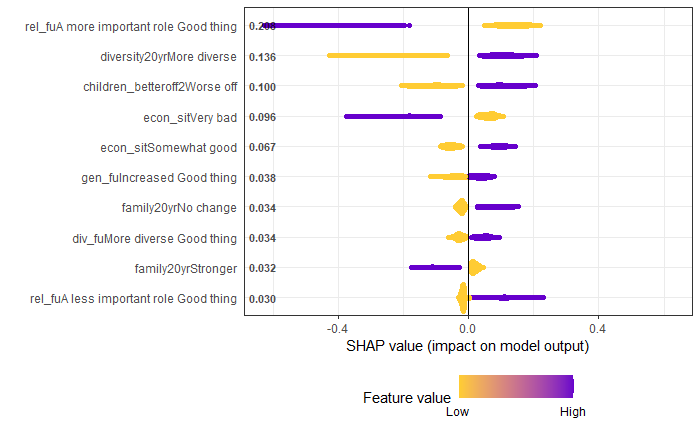 rel_fuA more important role Good thing 0.208
diversity20yrMore diverse 0.136
children_betteroff2Worse off 0.100
econ_sitVery bad 0.096
econ_sitSomewhat good 0.067
gen_fuIncreased Good thing 0.038
family20yrNo change 0.034
div_fuMore diverse Good thing 0.034
family20yrStronger 0.032
rel_fuA less important role Good thing 0.030
-0.4 0.0 0.4
SHAP value (impact on model output)
Feature value
Low High